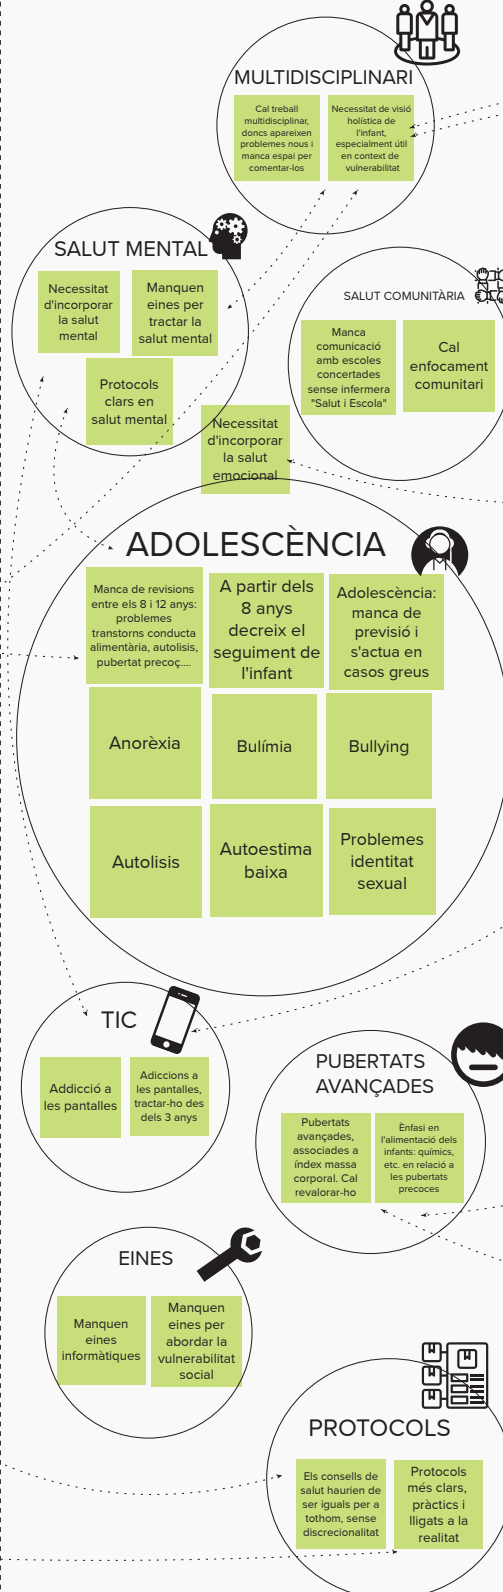 MULTIDISCIPLINARI
Cal treball
multidisciplinar,
doncs apareixen
problemes nous i
manca espai per
comentar-los
Necessitat de visió
holística de
l'infant,
especialment útil
en context de
vulnerabilitat
SALUT MENTAL
Necessitat
d'incorporar
la salut
mental
Manquen
eines per
tractar la
salut mental
Protocols
clars en
salut mental
SALUT COMUNITÀRIA
Manca
comunicació
amb escoles
concertades
sense infermera
"Salut i Escola"
Cal
enfocament
comunitari
Necessitat
d'incorporar
la salut
emocional
ADOLESCÈNCIA
Manca de revisions
entre els 8 i 12 anys:
problemes
transtorns conducta
alimentària, autolisis,
pubertat precoç....
A partir dels
8 anys
decreix el
seguiment de
l'infant
Adolescència:
manca de
previsió i
s'actua en
casos greus
Anorèxia
Bulímia
Bullying
Autolisis
Autoestima
baixa
Problemes
identitat
sexual
TIC
Addicció a
les pantalles
Adiccions a
les pantalles,
tractar-ho des
dels 3 anys
PUBERTATS
AVANÇADES
Pubertats
avançades,
associades a
índex massa
corporal. Cal
revalorar-ho
Ènfasi en
l'alimentació dels
infants: químics,
etc. en relació a
les pubertats
precoces
EINES
Manquen
eines
informàtiques
Manquen
eines per
abordar la
vulnerabilitat
social
PROTOCOLS
Els consells de
salut haurien de
ser iguals per a
tothom, sense
discrecionalitat
Protocols
més clars,
pràctics i
lligats a la
realitat